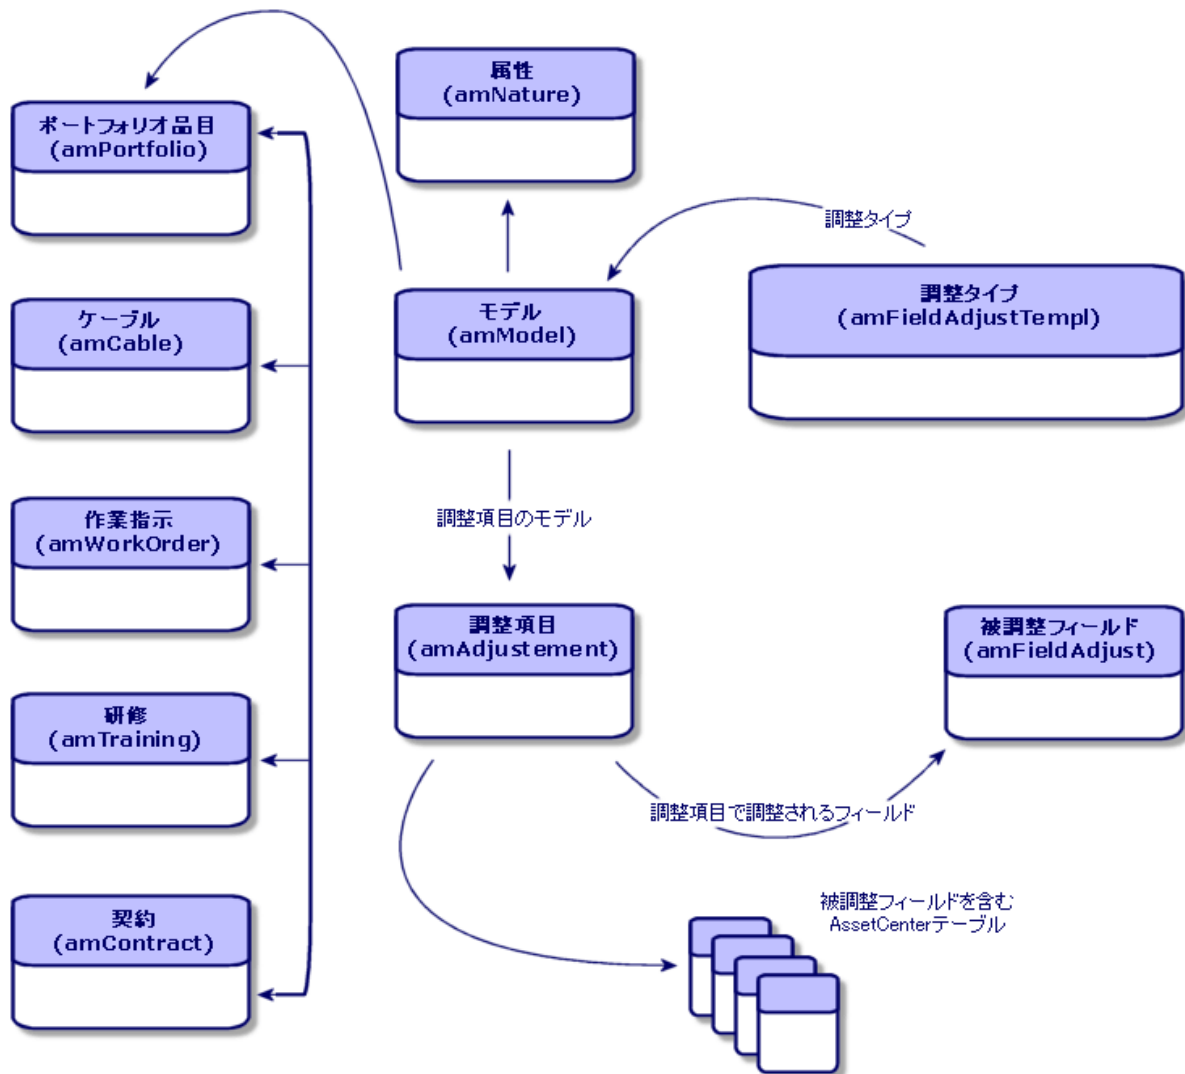 属性
(amNature)
ポートフォリオ品目
(amPortfolio)
調整タイプ
調整タイプ
(amFieldAdjustTempl)
ケーブル
(amCable)
モデル
(amModel)
作業指示
(amWorkOrder)
調整項目のモデル
調整項目
(amAdjustement)
被調整フィールド
(amFieldAdjust)
研修
(amTraining)
調整項目で調整されるフィールド
契約
(amContract)
被調整フィールドを含む
AssetCenterテーブル